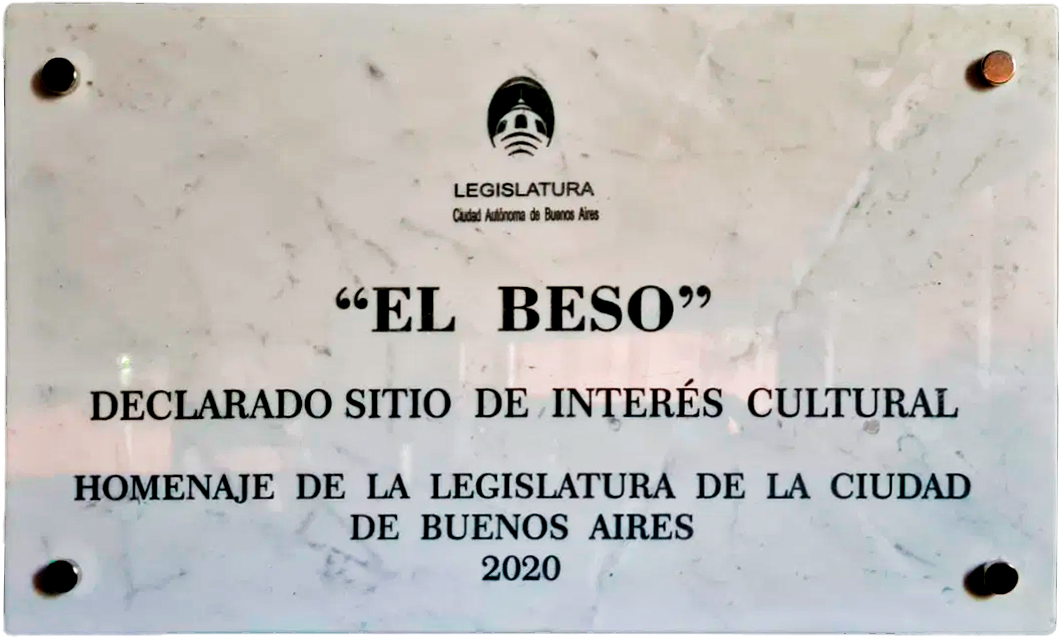 LEGISLATURA
Ciudad Autónoma de Buenos Aires
“EL BESO”
DECLARADO SITIO DE INTERÉS CULTURAL
HOMENAJE DE LA LEGISLATURA DE LA CIUDAD
DE BUENOS AIRES
2020